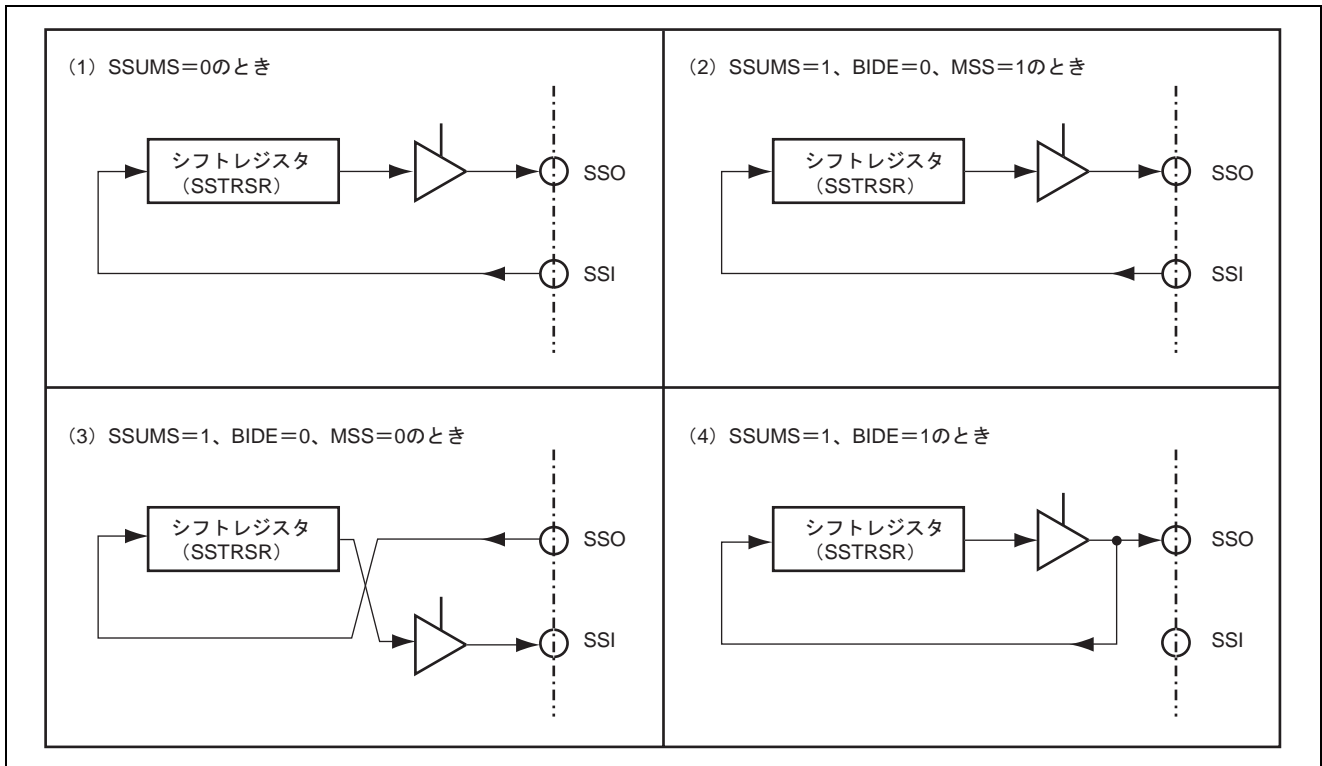 (1) SSUMS=0のとき
シフトレジスタ
(SSTRSR)
SSO
SSI
(2) SSUMS=1、BIDE=0、MSS=1のとき
シフトレジスタ
(SSTRSR)
SSO
SSI
(3) SSUMS=1、BIDE=0、MSS=0のとき
シフトレジスタ
(SSTRSR)
SSO
SSI
(4) SSUMS=1、BIDE=1のとき
シフトレジスタ
(SSTRSR)
SSO
SSI